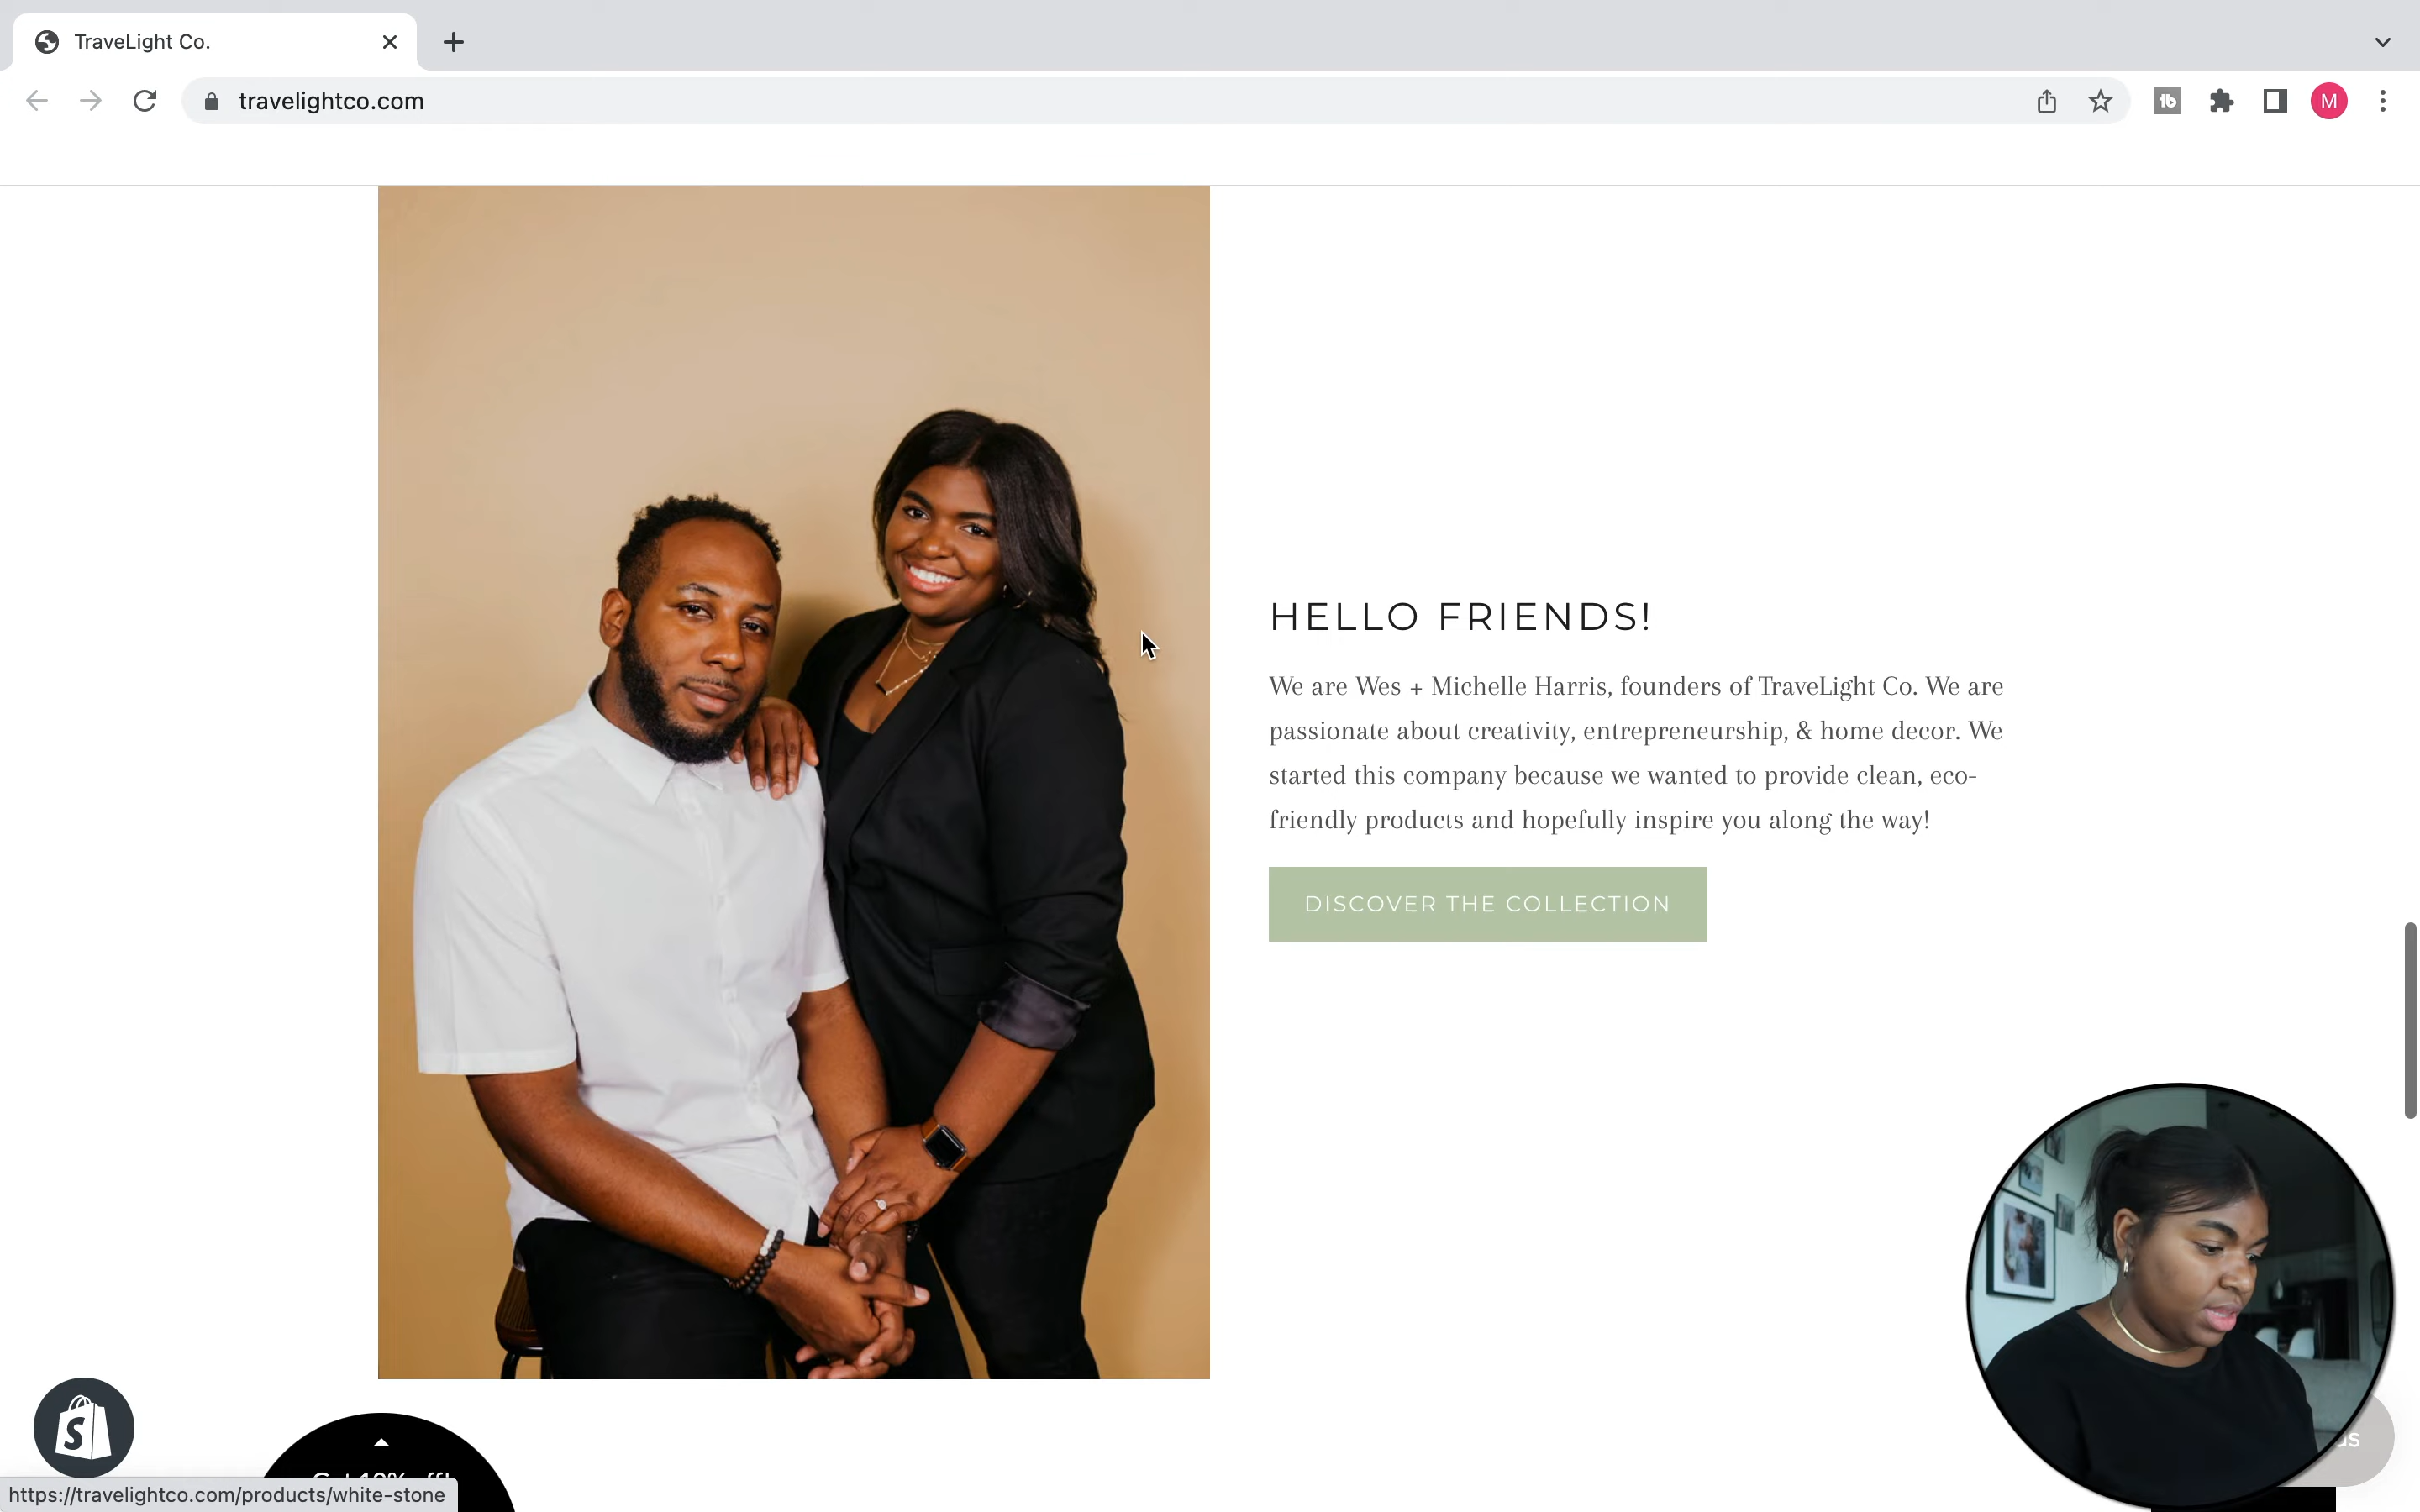 TraveLight Co.
travelightco.com
M
HELLO FRIENDS!
We are Wes + Michelle Harris, founders of TraveLight Co. We are
passionate about creativity, entrepreneurship, & home decor. We
started this company because we wanted to provide clean, eco-
friendly products and hopefully inspire you along the way!
DISCOVER THE COLLECTION
S
https://travelightco.com/products/white-stone